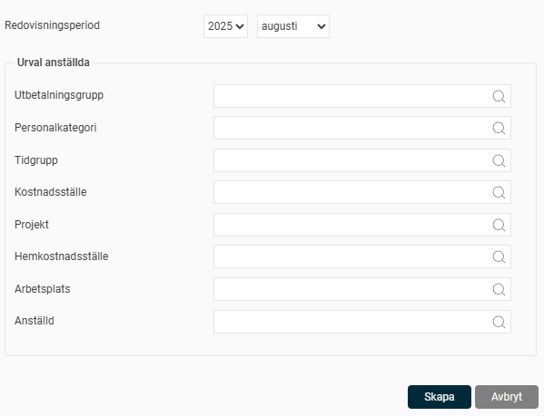 Redovisningsperiod 2025 augusti
Urval anställda
Utbetalningsgrupp
Personalkategori
Tidgrupp
Kostnadsställe
Projekt
Hemkostnadsställe
Arbetsplats
Anställd
Skapa Avbryt